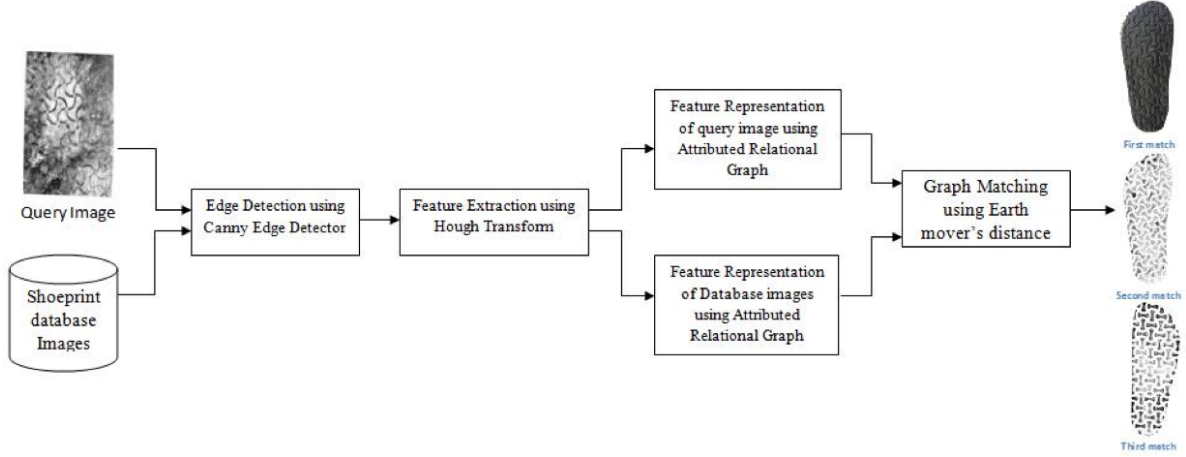 Query Image
Shoeprint
database
Images
Edge Detection using
Canny Edge Detector
Feature Extraction using
Hough Transform
Feature Representation
of query image using
Attributed Relational
Graph
Feature Representation
of Database images
using Attributed
Relational Graph
Graph Matching
using Earth
mover's distance
First match
Second match
Third match